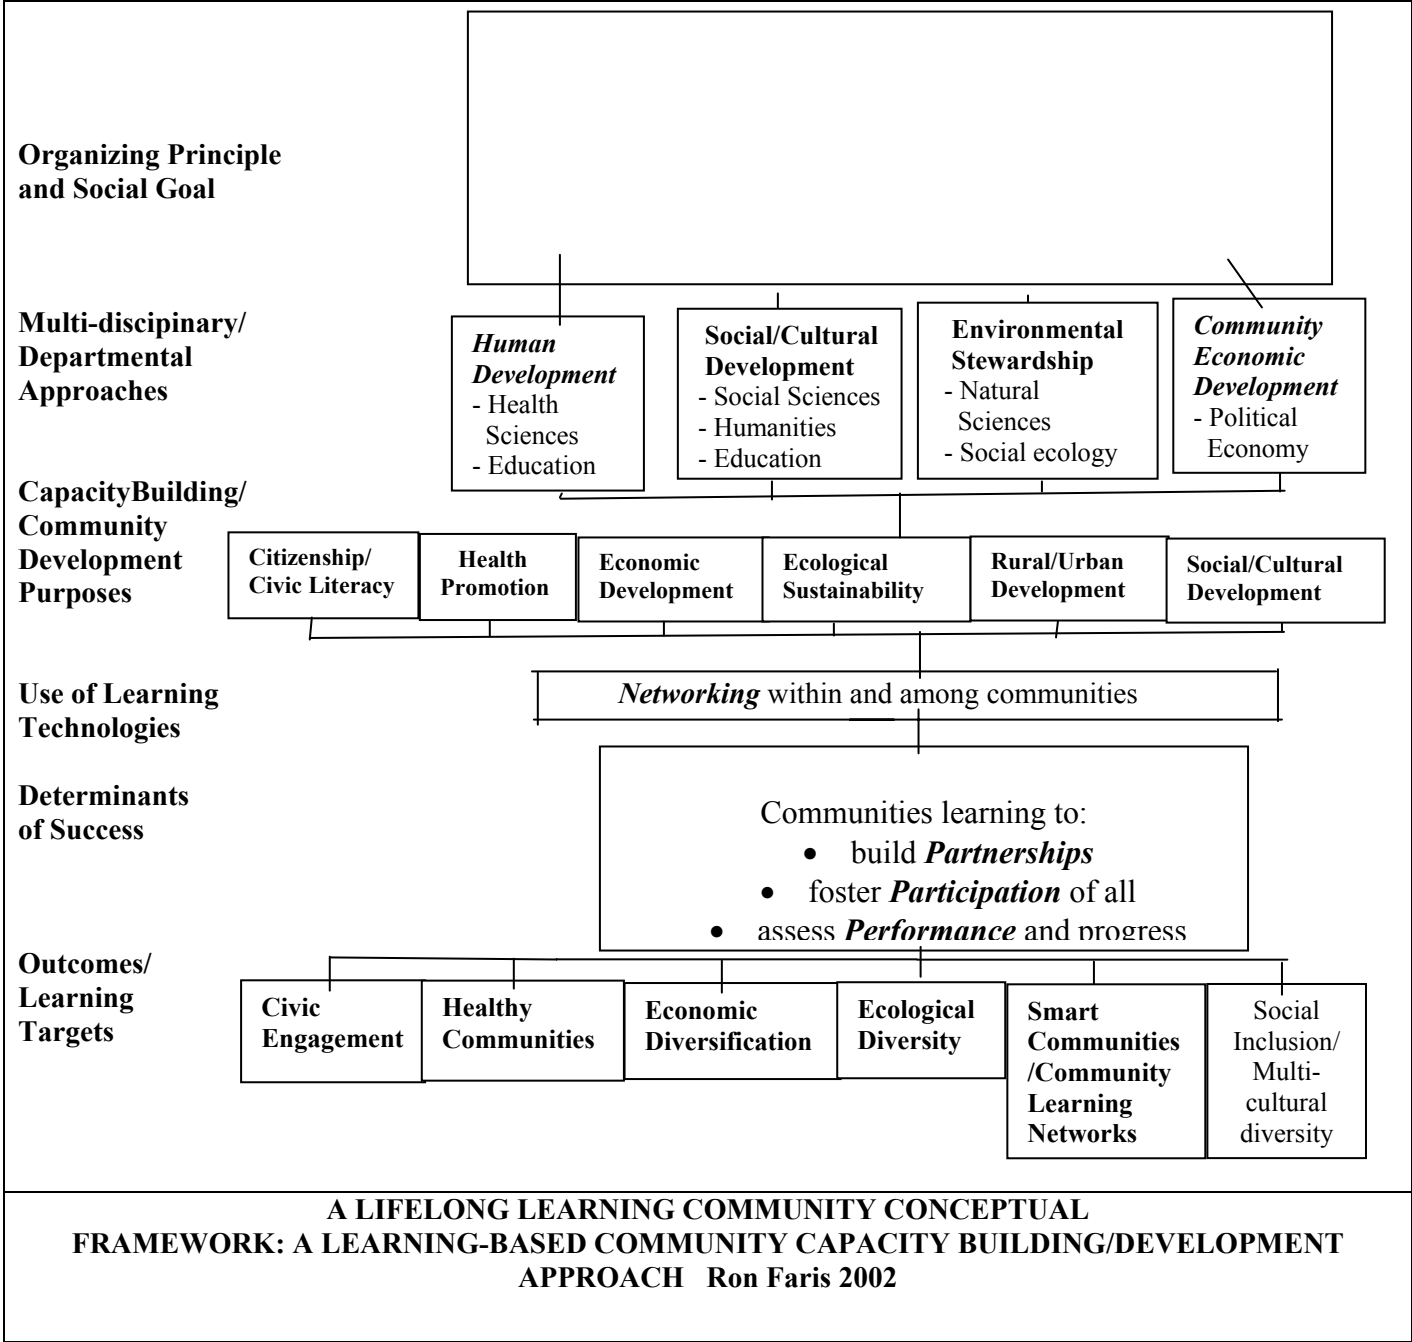 Organizing Principle
and Social Goal
Multi-discipinary/
Departmental
Approaches
Human
Development
- Health
Sciences
- Education
Social/Cultural
Development
- Social Sciences
- Humanities
- Education
Environmental
Stewardship
- Natural
Sciences
- Social ecology
Community
Economic
Development
- Political
Economy
CapacityBuilding/
Community
Development
Purposes
Citizenship/
Civic Literacy
Health
Promotion
Economic
Development
Ecological
Sustainability
Rural/Urban
Development
Social/Cultural
Development
Use of Learning
Technologies
Networking within and among communities
Determinants
of Success
Communities learning to:
• build Partnerships
• foster Participation of all
• assess Performance and progress
Outcomes/
Learning
Targets
Civic
Engagement
Healthy
Communities
Economic
Diversification
Ecological
Diversity
Smart
Communities
/Community
Learning
Networks
Social
Inclusion/
Multi-
cultural
diversity
A LIFELONG LEARNING COMMUNITY CONCEPTUAL
FRAMEWORK: A LEARNING-BASED COMMUNITY CAPACITY BUILDING/DEVELOPMENT
APPROACH Ron Faris 2002